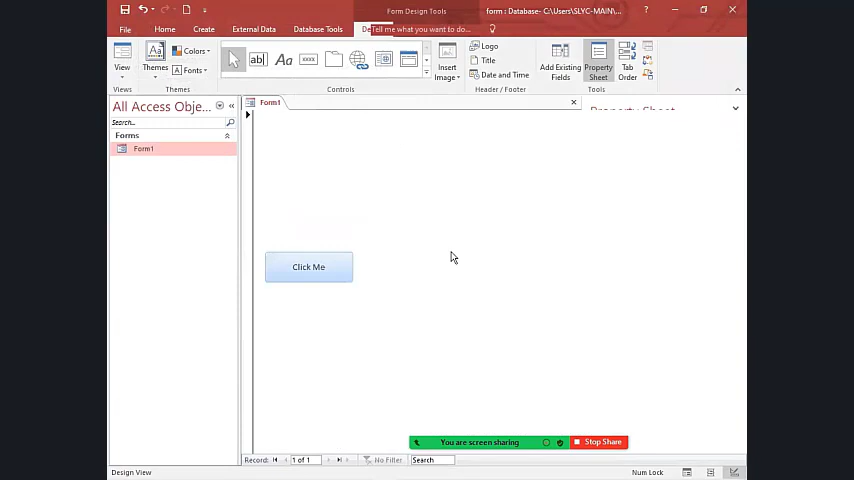 Form Design Tools
form : Database- C:\Users\SLYC-MAIN\'...
?
File
Home
Create
External Data
Database Tools
Tell me what you want to do...
View
Themes
Aa
Colors
Fonts
ab|
Aa
xxxx
Insert
Image
Logo
Title
Date and Time
Add Existing
Fields
Property
Sheet
Tab
Order
Views
Themes
Controls
Header / Footer
Tools
All Access Obje...
Search...
Forms
Form1
Form1
Click Me
You are screen sharing
Stop Share
Record:
1 of 1
No Filter
Search
Design View
Num Lock